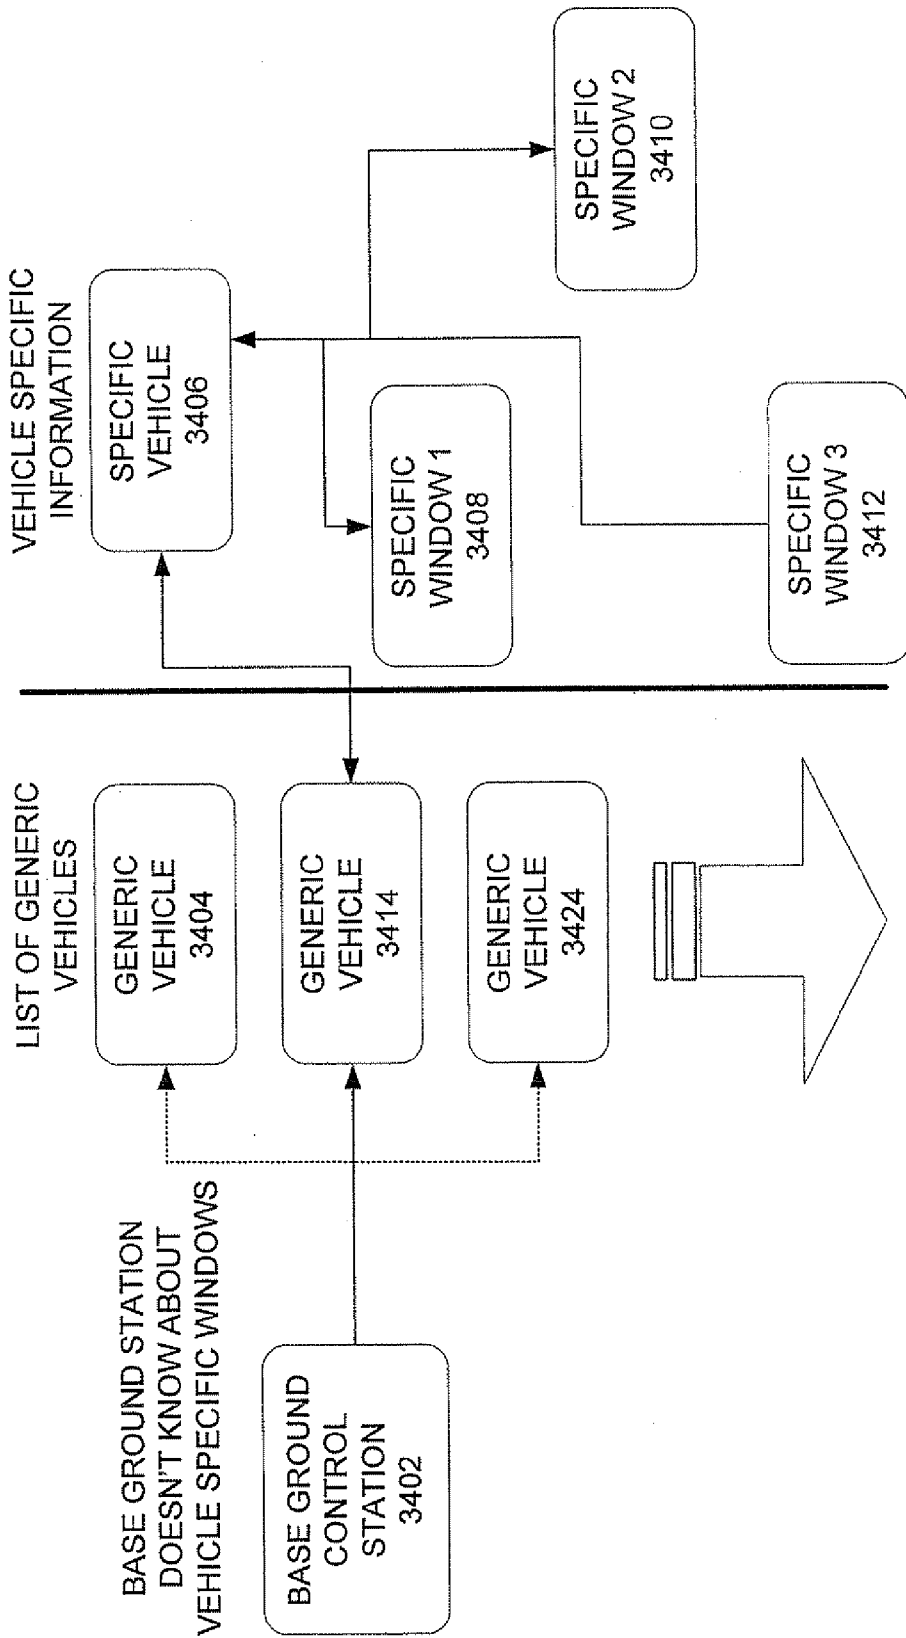 BASE GROUND STATION
DOESN'T KNOW ABOUT
VEHICLE SPECIFIC WINDOWS
BASE GROUND
CONTROL
STATION
3402
LIST OF GENERIC
VEHICLES
GENERIC
VEHICLE
3404
GENERIC
VEHICLE
3414
GENERIC
VEHICLE
3424
VEHICLE SPECIFIC
INFORMATION
SPECIFIC
VEHICLE
3406
SPECIFIC
WINDOW 1
3408
SPECIFIC
WINDOW 2
3410
SPECIFIC
WINDOW 3
3412